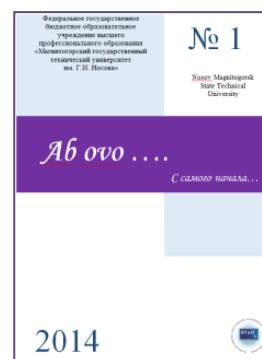 Федеральное государственное
бюджетное образовательное
учреждение высшего
профессионального образования
«Магнитогорский государственный
технический университет
им. Г.И. Носова»
№ 1
Nosov Magnitogorsk
State Technical
University
Ab ovo ….
С самого начала…
2014